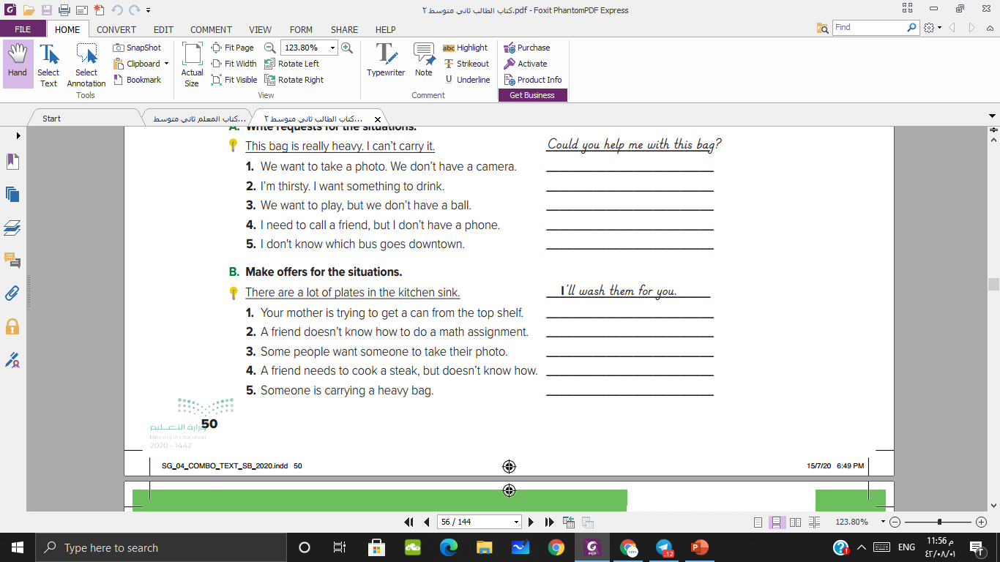 كتاب الطالب ثاني متوسط ٢.pdf - Foxit PhantomPDF Express
FILE HOME CONVERT EDIT COMMENT VIEW FORM SHARE HELP
Find
Hand
Select Text
Select Annotation
SnapShot
Clipboard
Bookmark
Tools
Actual Size
Fit Page
Fit Width
Fit Visible
123.80%
Rotate Left
Rotate Right
View
Typewriter
Note
abc Highlight
Strikeout
Underline
Comment
Purchase
Activate
Product Info
Get Business
Start
كتاب المعلم ثاني متوسط...
كتاب الطالب ثاني متوسط ٢...
A. Write requests for the situations.
This bag is really heavy. I can't carry it. Could you help me with this bag?
1. We want to take a photo. We don't have a camera.
2. I'm thirsty. I want something to drink.
3. We want to play, but we don't have a ball.
4. I need to call a friend, but I don't have a phone.
5. I don't know which bus goes downtown.
B. Make offers for the situations.
There are a lot of plates in the kitchen sink. I'll wash them for you.
1. Your mother is trying to get a can from the top shelf.
2. A friend doesn't know how to do a math assignment.
3. Some people want someone to take their photo.
4. A friend needs to cook a steak, but doesn't know how.
5. Someone is carrying a heavy bag.
50
وزارة التعليم
Ministry of Education
2020 - 1442
SG_04_COMBO_TEXT_SB_2020.indd 50
15/7/20 6:49 PM
56 / 144
123.80%
Type here to search
PDF
..12
ENG
11:56 م
٤٢/٠٨/٠١
1